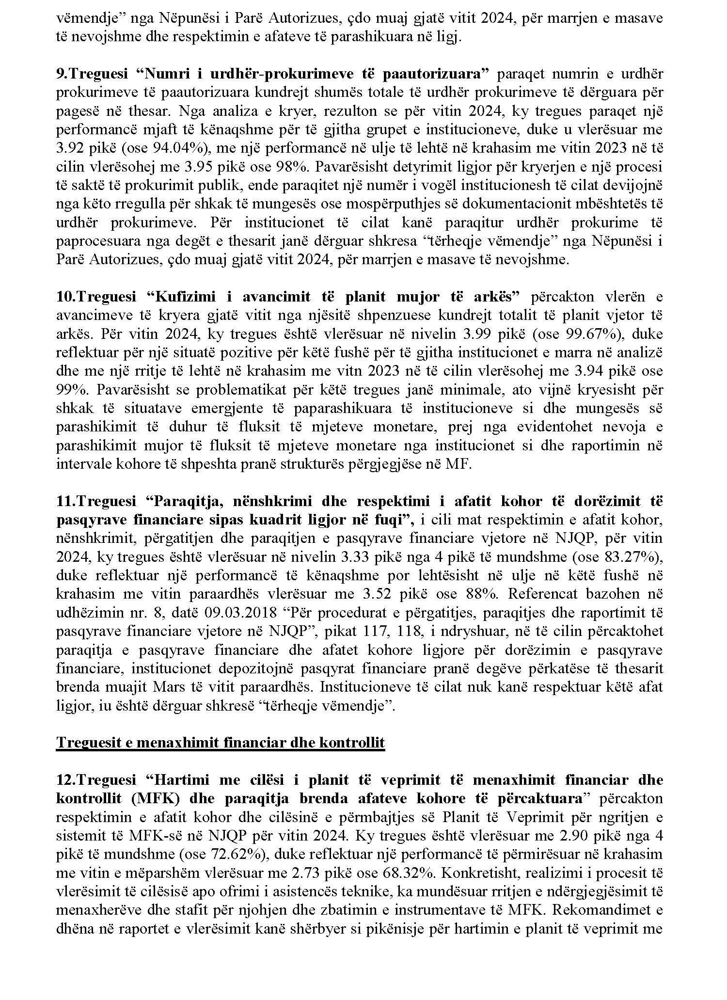 vëmendje” nga Nëpunësi i Parë Autorizues, çdo muaj gjatë vitit 2024, për marrjen e masave
të nevojshme dhe respektimin e afateve të parashikuara në ligj.
9.Treguesi “Numri i urdhër-prokurimeve të paautorizuara” paraqet numrin e urdhër
prokurimeve të paautorizuara kundrejt shumës totale të urdhër prokurimeve të dërguara për
pagesë në thesar. Nga analiza e kryer, rezulton se për vitin 2024, ky tregues paraqet një
performancë mjaft të kënaqshme për të gjitha grupet e institucioneve, duke u vlerësuar me
3.92 pikë (ose 94.04%), me një performancë në ulje të lehtë në krahasim me vitin 2023 në të
cilin vlerësohej me 3.95 pikë ose 98%. Pavarësisht detyrimit ligjor për kryerjen e një procesi
të saktë të prokurimit publik, ende paraqitet një numër i vogël institucionesh të cilat devijojnë
nga këto rregulla për shkak të mungesës ose mospërputhjes së dokumentacionit mbështetës të
urdhër prokurimeve. Për institucionet të cilat kanë paraqitur urdhër prokurime të
paprocesuara nga degët e thesarit janë dërguar shkresa “tërheqje vëmendje” nga Nëpunësi i
Parë Autorizues, çdo muaj gjatë vitit 2024, për marrjen e masave të nevojshme.
10.Treguesi “Kufizimi i avancimit të planit mujor të arkës” përcakton vlerën e
avancimeve të kryera gjatë vitit nga njësitë shpenzuese kundrejt totalit të planit vjetor të
arkës. Për vitin 2024, ky tregues është vlerësuar në nivelin 3.99 pikë (ose 99.67%), duke
reflektuar për një situatë pozitive për këtë fushë për të gjitha institucionet e marra në analizë
dhe me një rritje të lehtë në krahasim me vitn 2023 në të cilin vlerësohej me 3.94 pikë ose
99%. Pavarësisht se problematikat për këtë tregues janë minimale, ato vijnë kryesisht për
shkak të situatave emergjente të paparashikuara të institucioneve si dhe mungesës së
parashikimit të duhur të fluksit të mjeteve monetare, prej nga evidentohet nevoja e
parashikimit mujor të fluksit të mjeteve monetare nga institucionet si dhe raportimin në
intervale kohore të shpeshta pranë strukturës përgjegjëse në MF.
11.Treguesi “Paraqitja, nënshkrimi dhe respektimi i afatit kohor të dorëzimit të
pasqyrave financiare sipas kuadrit ligjor në fuqi”, i cili mat respektimin e afatit kohor,
nënshkrimit, përgatitjen dhe paraqitjen e pasqyrave financiare vjetore në NJQP, për vitin
2024, ky tregues është vlerësuar në nivelin 3.33 pikë nga 4 pikë të mundshme (ose 83.27%),
duke reflektuar një performancë të kënaqshme por lehtësisht në ulje në këtë fushë në
krahasim me vitin paraardhës vlerësuar me 3.52 pikë ose 88%. Referencat bazohen në
udhëzimin nr. 8, datë 09.03.2018 “Për procedurat e përgatitjes, paraqitjes dhe raportimit të
pasqyrave financiare vjetore në NJQP”, pikat 117, 118, i ndryshuar, në të cilin përcaktohet
paraqitja e pasqyrave financiare dhe afatet kohore ligjore për dorëzimin e pasqyrave
financiare, institucionet depozitojnë pasqyrat financiare pranë degëve përkatëse të thesarit
brenda muajit Mars të vitit paraardhës. Institucioneve të cilat nuk kanë respektuar këtë afat
ligjor, iu është dërguar shkresë “tërheqje vëmendje”.
Treguesit e menaxhimit financiar dhe kontrollit
12.Treguesi “Hartimi me cilësi i planit të veprimit të menaxhimit financiar dhe
kontrollit (MFK) dhe paraqitja brenda afateve kohore të përcaktuara” përcakton
respektimin e afatit kohor dhe cilësinë e përmbajtjes së Planit të Veprimit për ngritjen e
sistemit të MFK-së në NJQP për vitin 2024. Ky tregues është vlerësuar me 2.90 pikë nga 4
pikë të mundshme (ose 72.62%), duke reflektuar një performancë të përmirësuar në krahasim
me vitin e mëparshëm vlerësuar me 2.73 pikë ose 68.32%. Konkretisht, realizimi i procesit të
vlerësimit të cilësisë apo ofrimi i asistencës teknike, ka mundësuar rritjen e ndërgjegjësimit të
menaxherëve dhe stafit për njohjen dhe zbatimin e instrumentave të MFK. Rekomandimet e
dhëna në raportet e vlerësimit kanë shërbyer si pikënisje për hartimin e planit të veprimit me